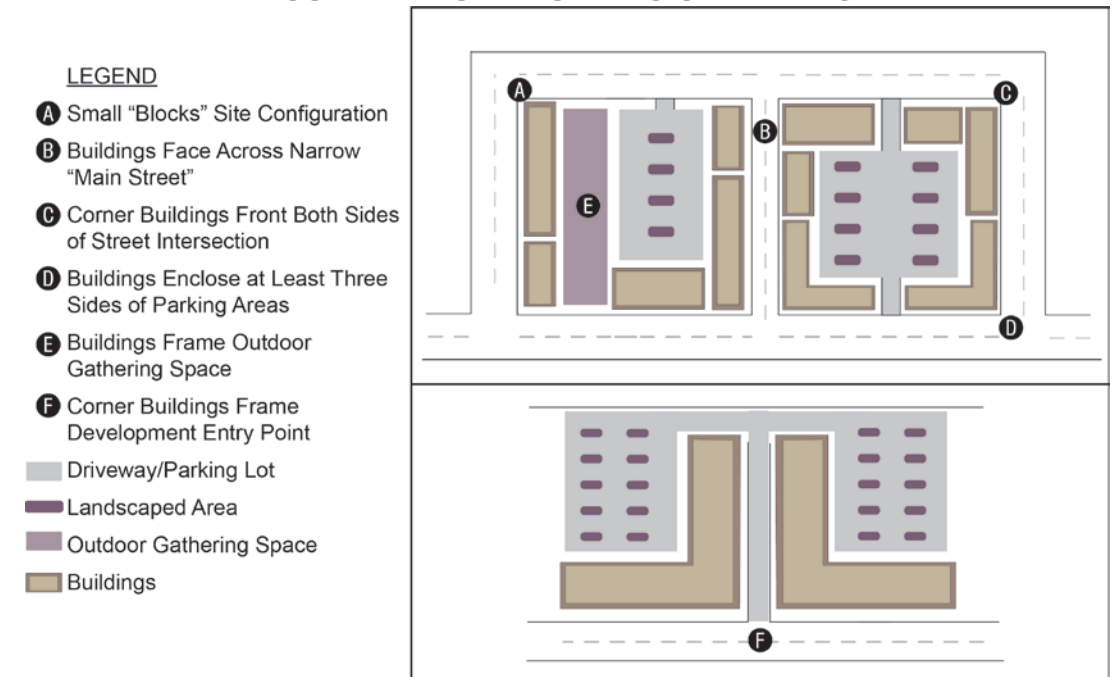 LEGEND
A Small “Blocks” Site Configuration
B Buildings Face Across Narrow
“Main Street”
C Corner Buildings Front Both Sides
of Street Intersection
D Buildings Enclose at Least Three
Sides of Parking Areas
E Buildings Frame Outdoor
Gathering Space
F Corner Buildings Frame
Development Entry Point
Driveway/Parking Lot
Landscaped Area
Outdoor Gathering Space
Buildings
A
C
B
E
D
F